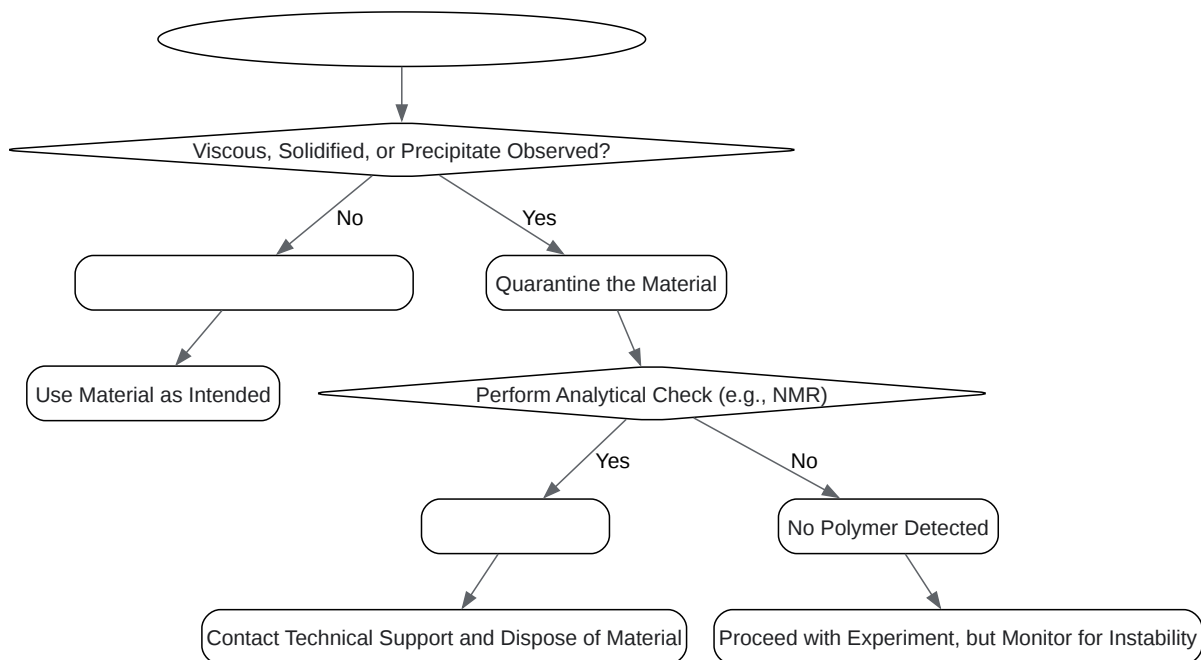 Viscous, Solidified, or Precipitate Observed?
No
Yes
Quarantine the Material
Use Material as Intended
Perform Analytical Check (e.g., NMR)
Yes
No
No Polymer Detected
Contact Technical Support and Dispose of Material
Proceed with Experiment, but Monitor for Instability